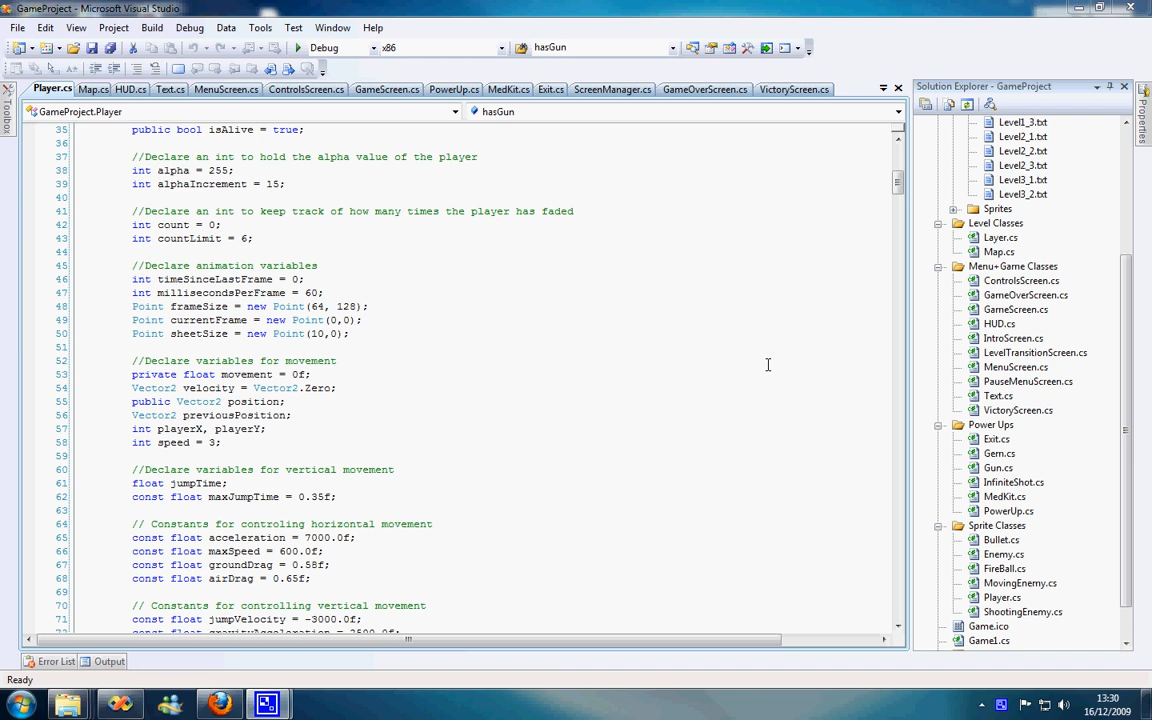 GameProject - Microsoft Visual Studio
File Edit View Project Build Debug Data Tools Test Window Help
Debug x86 hasGun
Player.cs Map.cs HUD.cs Text.cs MenuScreen.cs ControlsScreen.cs GameScreen.cs PowerUp.cs MedKit.cs Exit.cs ScreenManager.cs GameOverScreen.cs VictoryScreen.cs
GameProject.Player hasGun
Toolbox
35 public bool isAlive = true;
36
37 //Declare an int to hold the alpha value of the player
38 int alpha = 255;
39 int alphaIncrement = 15;
40
41 //Declare an int to keep track of how many times the player has faded
42 int count = 0;
43 int countLimit = 6;
44
45 //Declare animation variables
46 int timeSinceLastFrame = 0;
47 int millisecondsPerFrame = 60;
48 Point frameSize = new Point(64, 128);
49 Point currentFrame = new Point(0,0);
50 Point sheetSize = new Point(10,0);
51
52 //Declare variables for movement
53 private float movement = 0f;
54 Vector2 velocity = Vector2.Zero;
55 public Vector2 position;
56 Vector2 previousPosition;
57 int playerX, playerY;
58 int speed = 3;
59
60 //Declare variables for vertical movement
61 float jumpTime;
62 const float maxJumpTime = 0.35f;
63
64 // Constants for controling horizontal movement
65 const float acceleration = 7000.0f;
66 const float maxSpeed = 600.0f;
67 const float groundDrag = 0.58f;
68 const float airDrag = 0.65f;
69
70 // Constants for controlling vertical movement
71 const float jumpVelocity = -3000.0f;
72 const float gravityAcceleration = 3500.0f;
Solution Explorer - GameProject
Level1_3.txt
Level2_1.txt
Level2_2.txt
Level2_3.txt
Level3_1.txt
Level3_2.txt
Sprites
Level Classes
Layer.cs
Map.cs
Menu+Game Classes
ControlsScreen.cs
GameOverScreen.cs
GameScreen.cs
HUD.cs
IntroScreen.cs
LevelTransitionScreen.cs
MenuScreen.cs
PauseMenuScreen.cs
Text.cs
VictoryScreen.cs
Power Ups
Exit.cs
Gem.cs
Gun.cs
InfiniteShot.cs
MedKit.cs
PowerUp.cs
Sprite Classes
Bullet.cs
Enemy.cs
FireBall.cs
MovingEnemy.cs
Player.cs
ShootingEnemy.cs
Game.ico
Game1.cs
Properties
Error List Output
Ready
13:30
16/12/2009